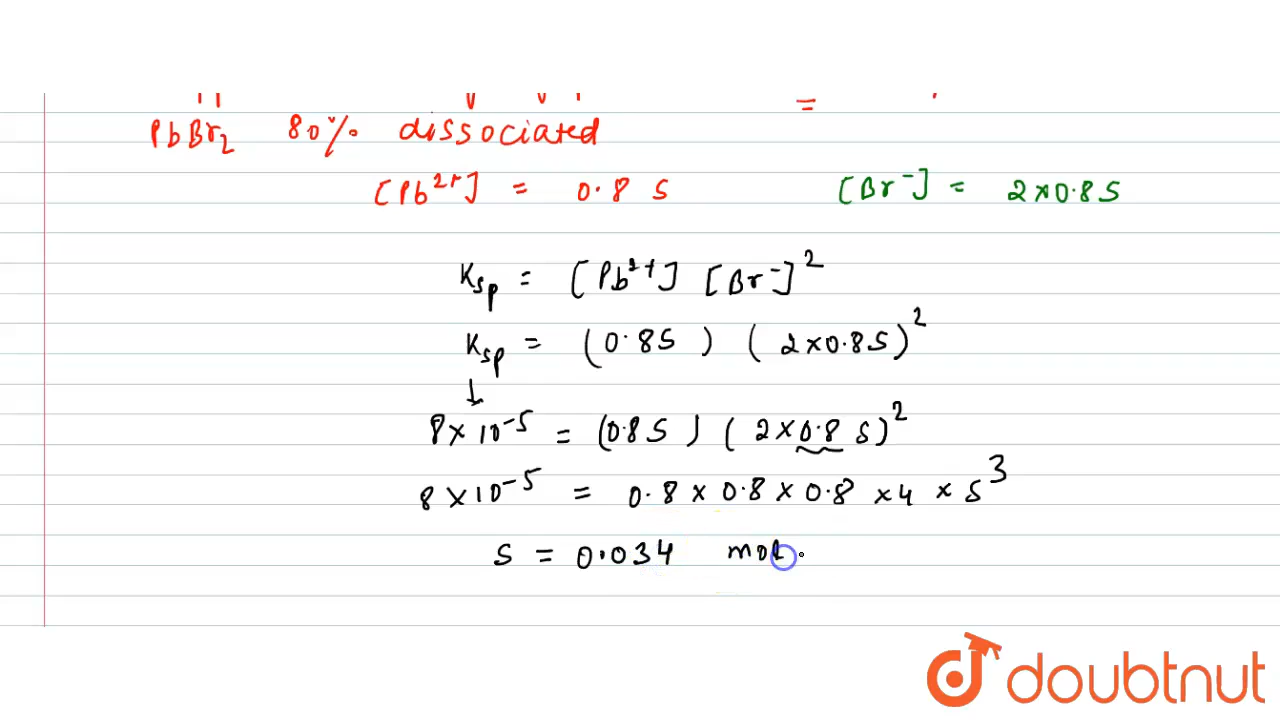 =
PbBr2 80% dissociated
[Pb2+] = 0.8 S [Br-] = 2×0.8S
Ksp = [Pb2+] [Br-]2
Ksp = (0.8S) (2×0.8S)2
↓
8×10-5 = (0.8S) (2×0.8 S)2
8×10-5 = 0.8×0.8×0.8 ×4 × S3
S = 0.034 mol
doubtnut